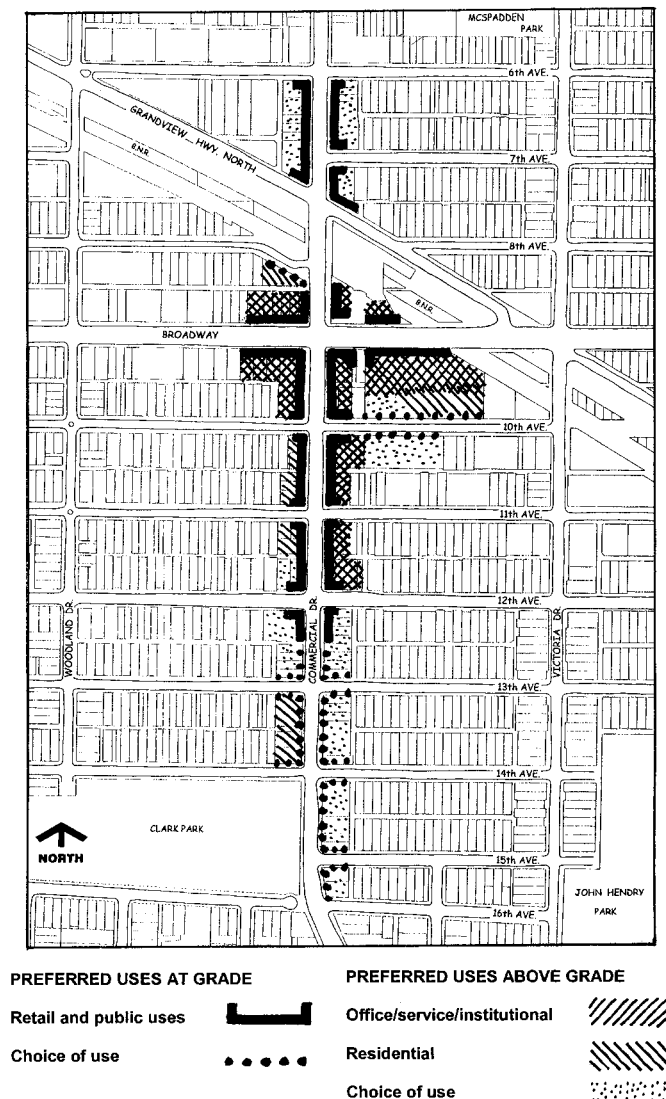 MCSPADDEN
PARK
6th AVE.
GRANDVIEW HWY. NORTH
B.N.R.
7th AVE.
8th AVE.
B.N.R.
BROADWAY
10th AVE.
11th AVE.
12th AVE.
WOODLAND DR.
COMMERCIAL DR.
VICTORIA DR.
13th AVE.
14th AVE.
CLARK PARK
NORTH
15th AVE.
JOHN HENDRY
PARK
16th AVE.
PREFERRED USES AT GRADE
Retail and public uses
Choice of use
PREFERRED USES ABOVE GRADE
Office/service/institutional
Residential
Choice of use